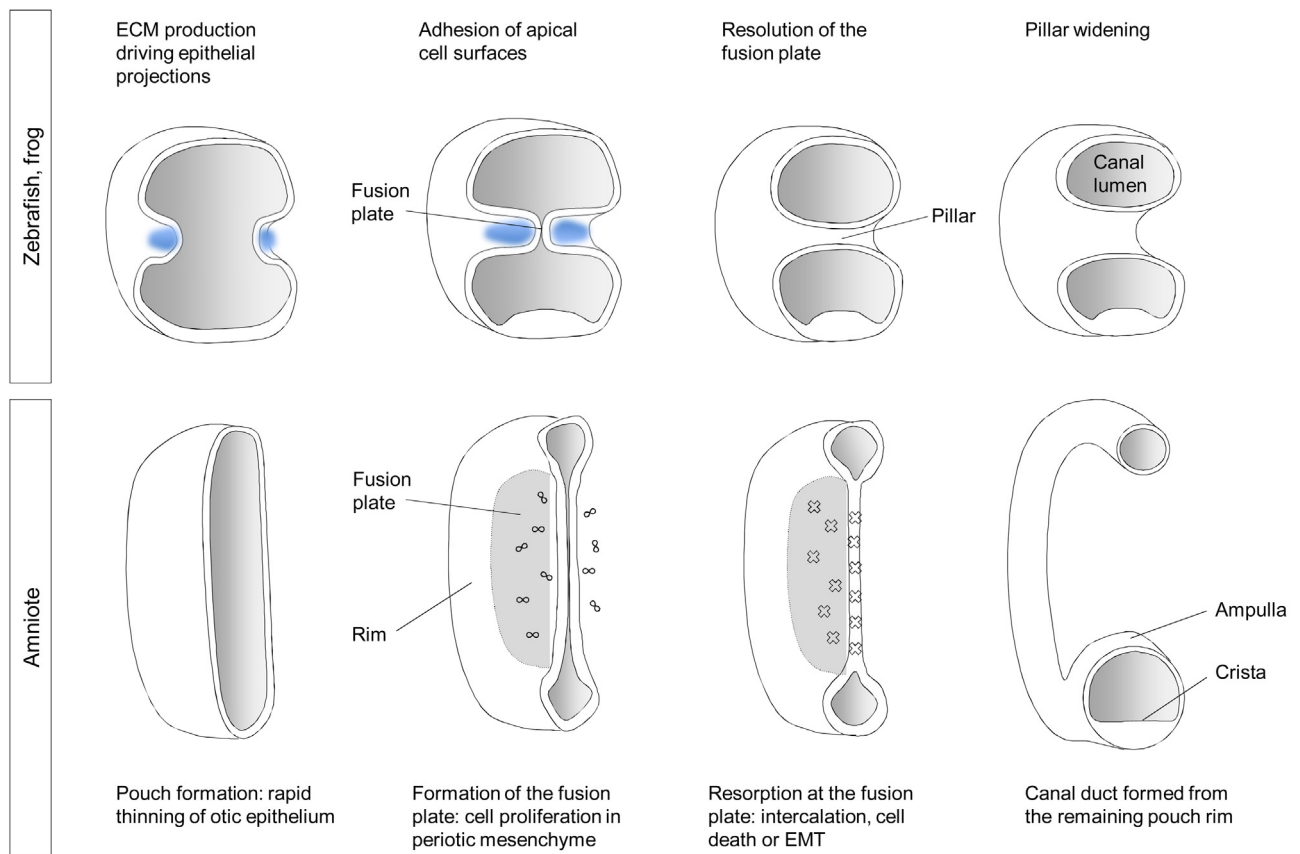 ECM production
driving epithelial
projections
Adhesion of apical
cell surfaces
Resolution of the
fusion plate
Pillar widening
Zebrafish, frog
Fusion
plate
Pillar
Canal
lumen
Amniote
Fusion
plate
Rim
Ampulla
Crista
Pouch formation: rapid
thinning of otic epithelium
Formation of the fusion
plate: cell proliferation in
periotic mesenchyme
Resorption at the fusion
plate: intercalation, cell
death or EMT
Canal duct formed from
the remaining pouch rim